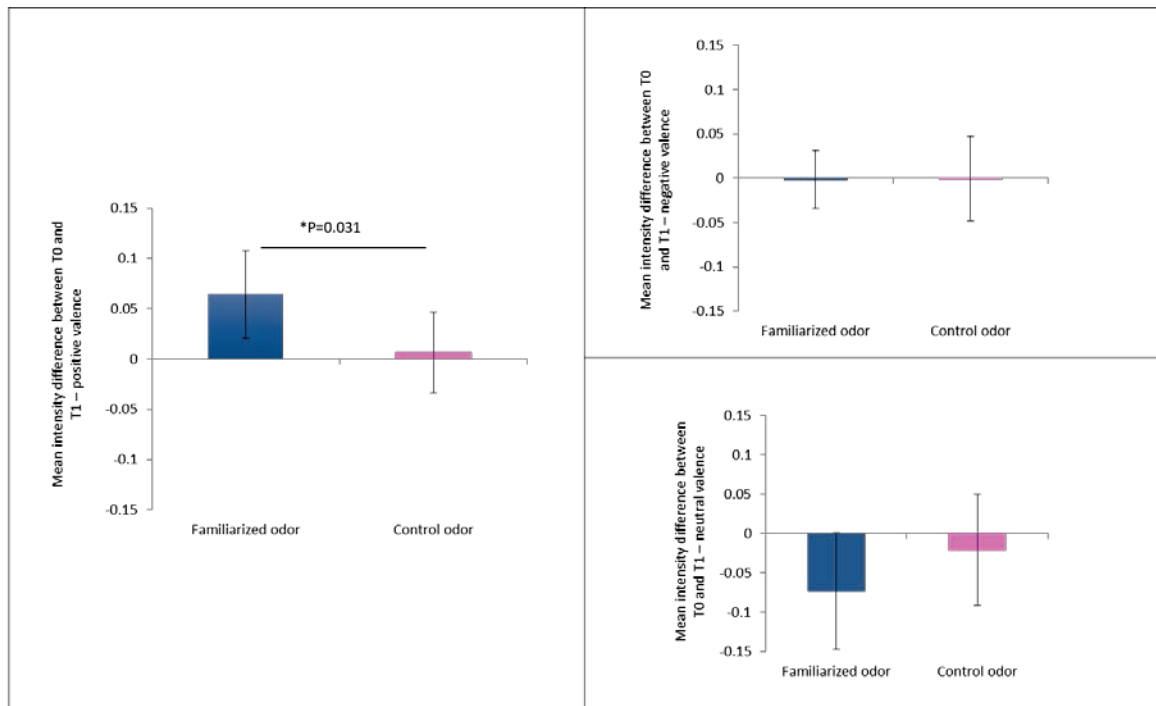 Mean intensity difference between T0 and
T1 – positive valence
0.15
0.1
0.05
0
-0.05
-0.1
-0.15
*P=0.031
Familiarized odor
Control odor
Mean intensity difference between T0
and T1 – negative valence
0.15
0.1
0.05
0
-0.05
-0.1
-0.15
Familiarized odor
Control odor
Mean intensity difference between
T0 and T1 – neutral valence
0.15
0.1
0.05
0
-0.05
-0.1
-0.15
Familiarized odor
Control odor